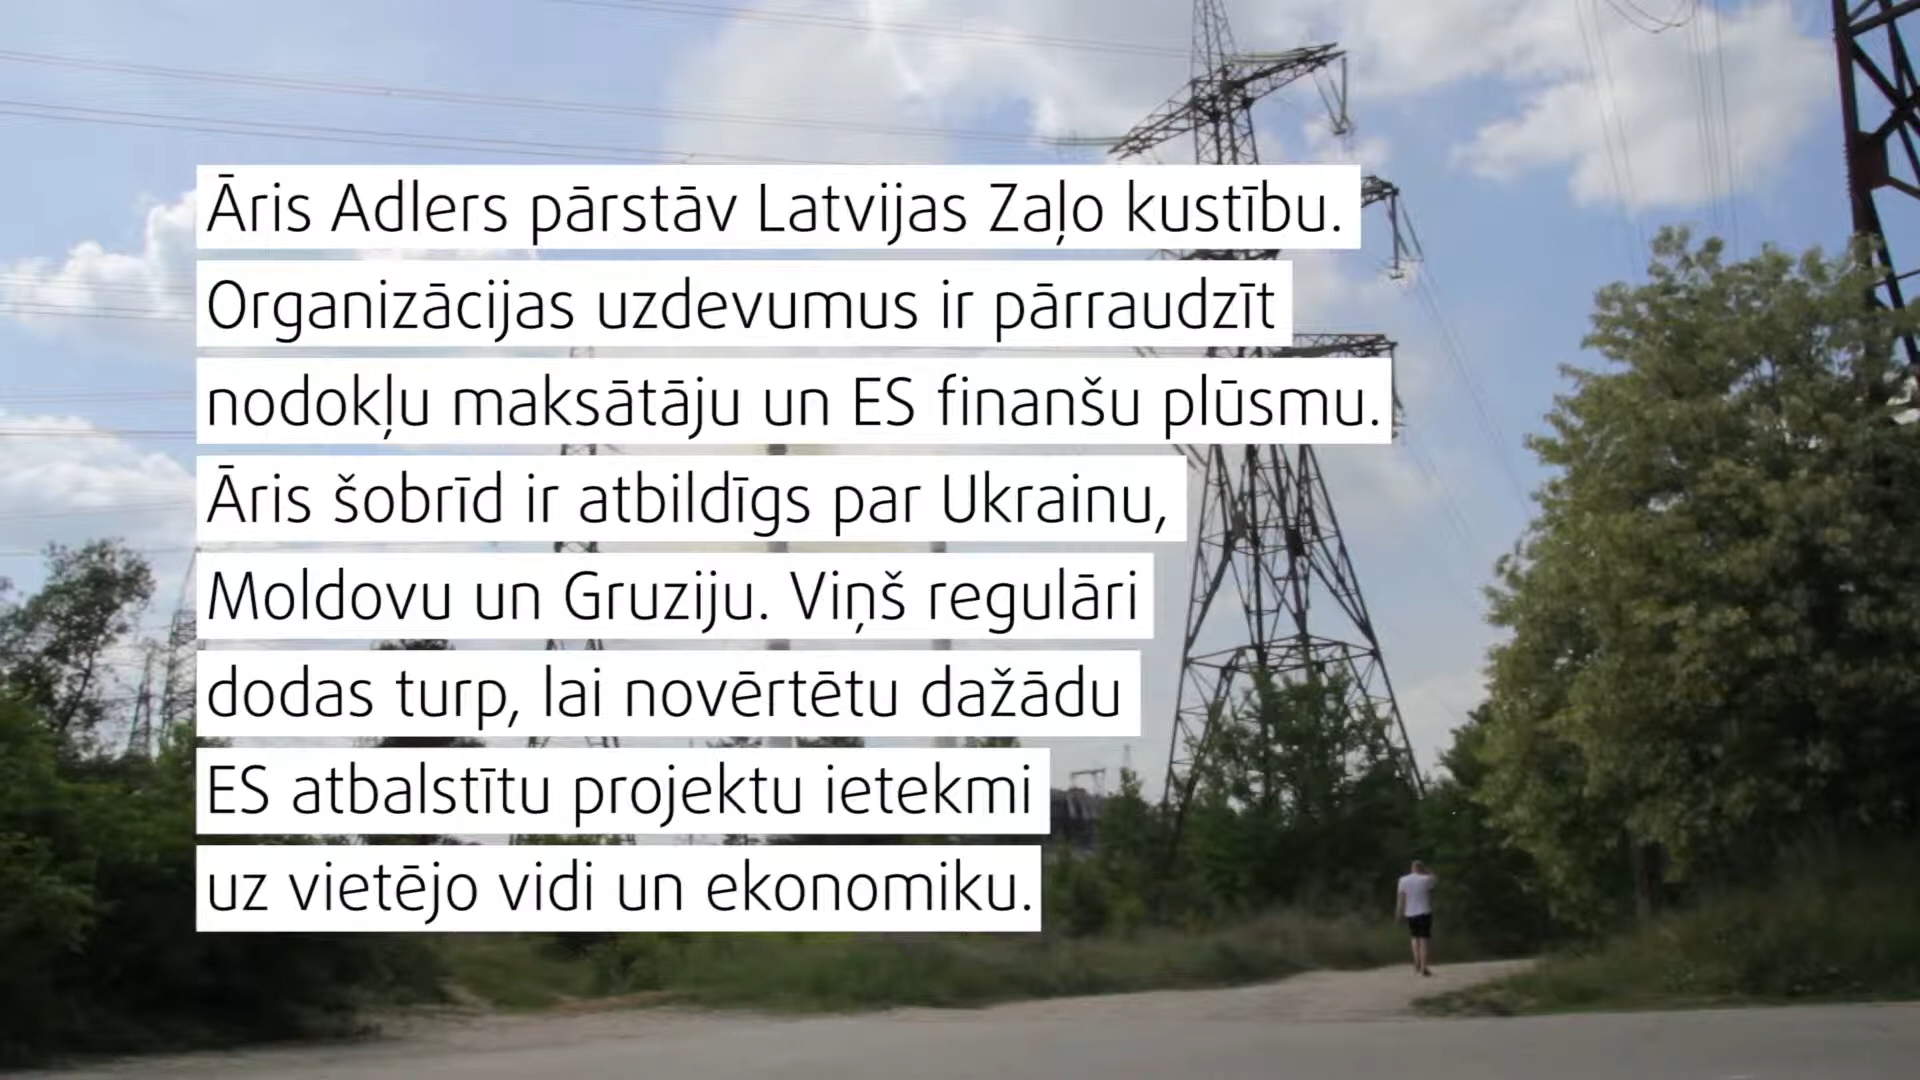 Āris Adlers pārstāv Latvijas Zaļo kustību.
Organizācijas uzdevumus ir pārraudzīt
nodokļu maksātāju un ES finanšu plūsmu.
Āris šobrīd ir atbildīgs par Ukrainu,
Moldovu un Gruziju. Viņš regulāri
dodas turp, lai novērtētu dažādu
ES atbalstītu projektu ietekmi
uz vietējo vidi un ekonomiku.